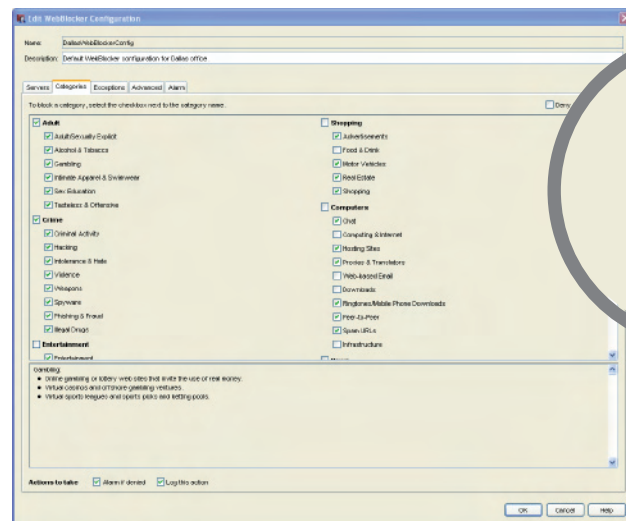 Edit WebBlocker Configuration
Name: DallasWebBlockerConfig
Description: Default WebBlocker configuration for Dallas office
Servers Categories Exceptions Advanced Alarm
To block a category, select the checkbox next to the category name. Deny
Adult Shopping
Adult/Sexually Explicit Advertisements
Alcohol & Tobacco Food & Drink
Gambling Motor Vehicles
Intimate Apparel & Swimwear Real Estate
Sex Education Shopping
Tasteless & Offensive Computers
Crime Chat
Criminal Activity Computing & Internet
Hacking Hosting Sites
Intolerance & Hate Proxies & Translators
Violence Web-based Email
Weapons Downloads
Spyware Ringtones/Mobile Phone Downloads
Phishing & Fraud Peer-to-Peer
Illegal Drugs Spam URLs
Entertainment Infrastructure
Entertainment
Gambling:
• Online gambling or lottery web sites that invite the use of real money.
• Virtual casinos and offshore gambling ventures.
• Virtual sports leagues and sports picks and betting pools.
Actions to take Alarm if denied Log this action
OK Cancel Help